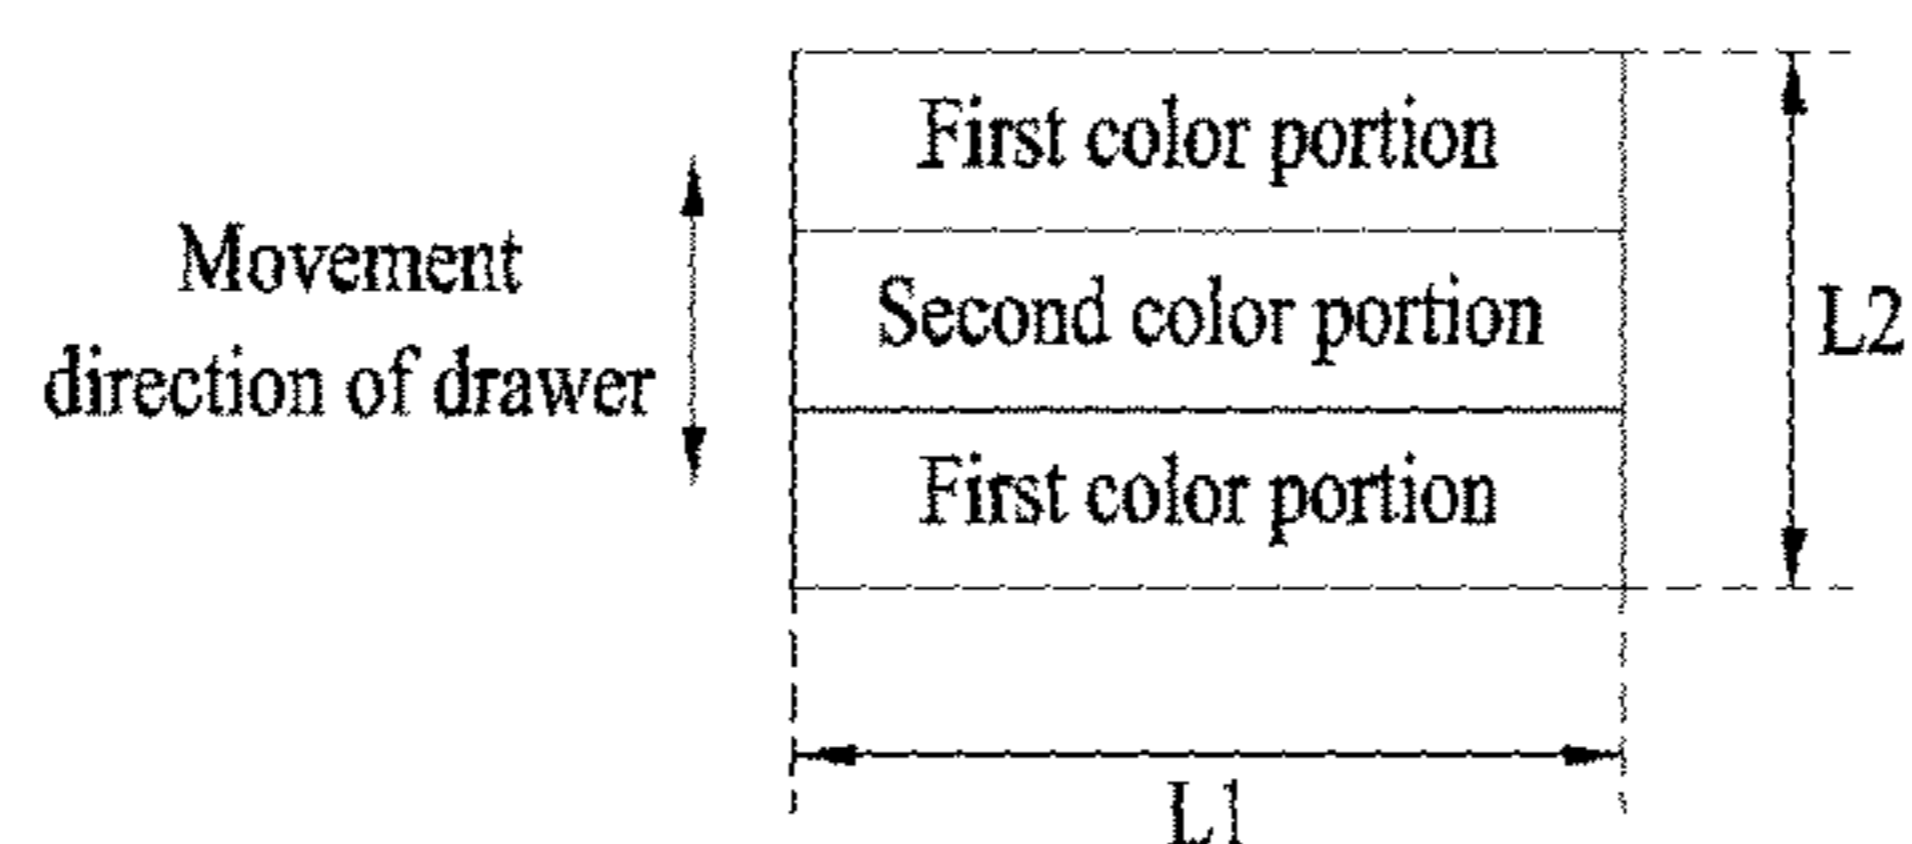 First color portion
Movement
direction of drawer
Second color portion
L2
First color portion
L1